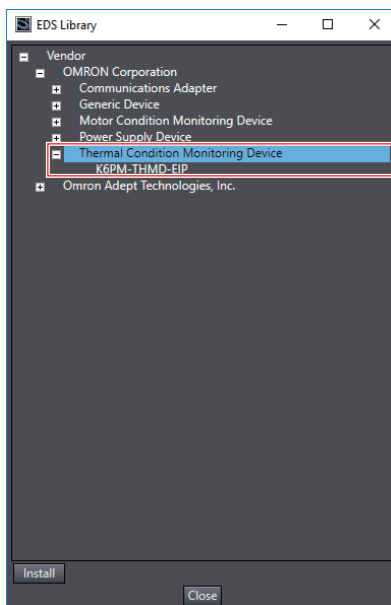 EDS Library
Vendor
OMRON Corporation
Communications Adapter
Generic Device
Motor Condition Monitoring Device
Power Supply Device
Thermal Condition Monitoring Device
K6PM-THMD-EIP
Omron Adept Technologies, Inc.
Install
Close